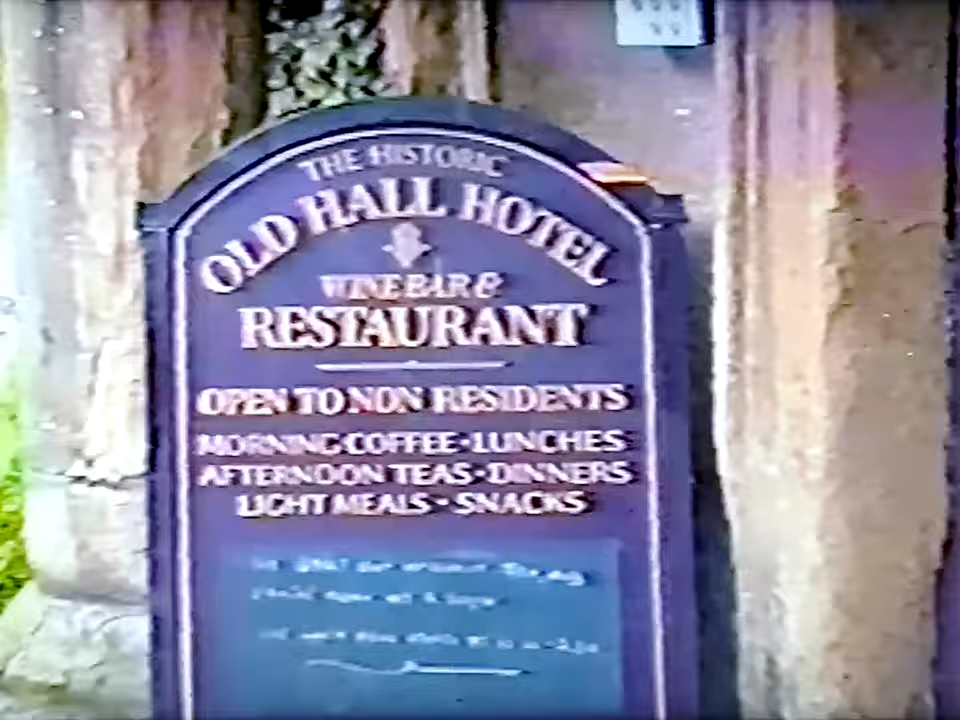 THE HISTORIC
OLD HALL HOTEL
WINE BAR &
RESTAURANT
OPEN TO NON RESIDENTS
MORNING COFFEE · LUNCHES
AFTERNOON TEAS · DINNERS
LIGHT MEALS · SNACKS